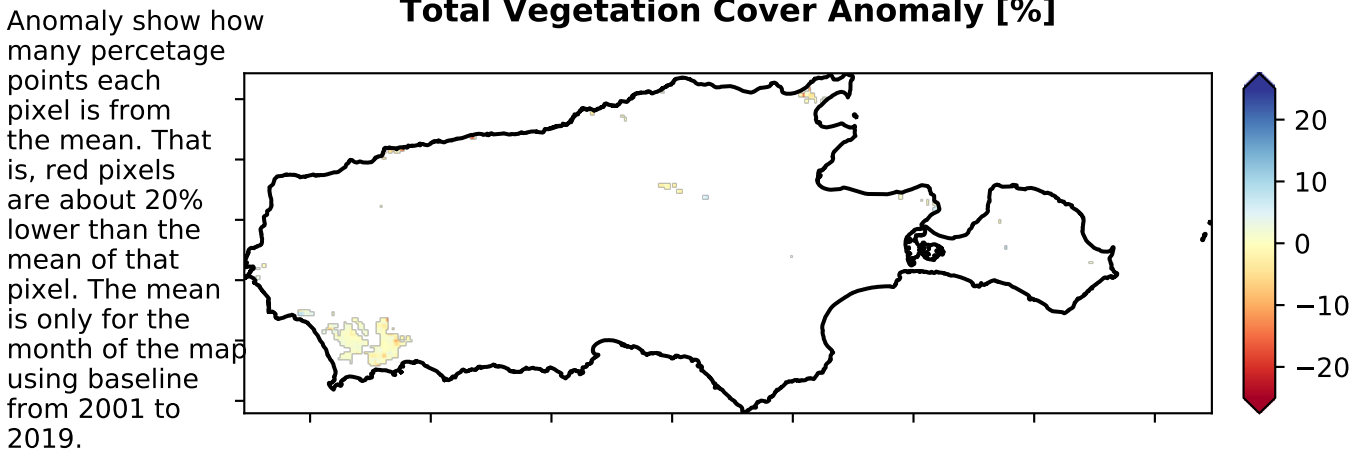 Total Vegetation Cover Anomaly [%]
Anomaly show how
many percetage
points each
pixel is from
the mean. That
is, red pixels
are about 20%
lower than the
mean of that
pixel. The mean
is only for the
month of the map
using baseline
from 2001 to
2019.
20
10
0
−10
−20